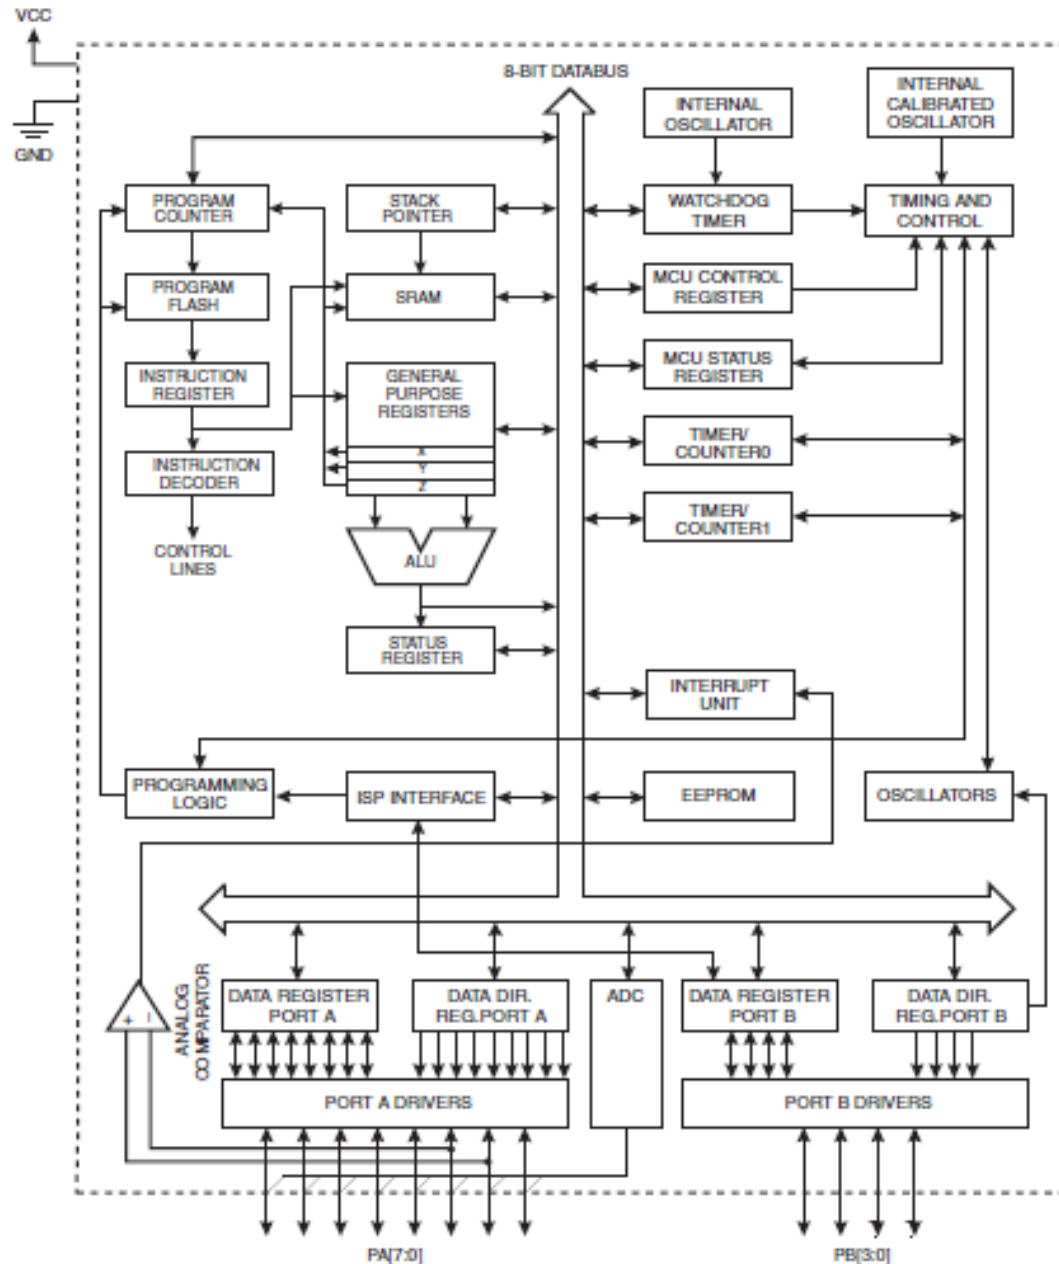 VCC
GND
8-BIT DATABUS
INTERNAL
OSCILLATOR
INTERNAL
CALIBRATED
OSCILLATOR
PROGRAM
COUNTER
STACK
POINTER
WATCHDOG
TIMER
TIMING AND
CONTROL
PROGRAM
FLASH
SRAM
MCU CONTROL
REGISTER
INSTRUCTION
REGISTER
GENERAL
PURPOSE
REGISTERS
X
Y
Z
MCU STATUS
REGISTER
INSTRUCTION
DECODER
TIMER/
COUNTER0
CONTROL
LINES
ALU
TIMER/
COUNTER1
STATUS
REGISTER
INTERRUPT
UNIT
PROGRAMMING
LOGIC
ISP INTERFACE
EEPROM
OSCILLATORS
ANALOG
COMPARATOR
+
–
DATA REGISTER
PORT A
DATA DIR.
REG.PORT A
ADC
DATA REGISTER
PORT B
DATA DIR.
REG.PORT B
PORT A DRIVERS
PORT B DRIVERS
PA[7:0]
PB[3:0]